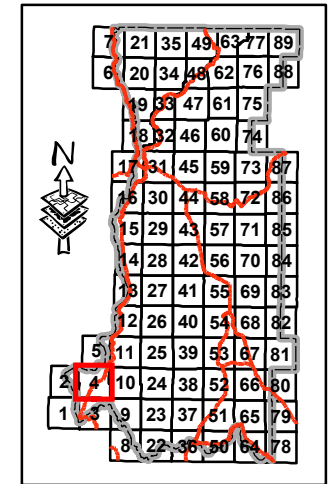 7 21 35 49 63 77 89
6 20 34 48 62 76 88
19 33 47 61 75
18 32 46 60 74
N
17 31 45 59 73 87
16 30 44 58 72 86
15 29 43 57 71 85
14 28 42 56 70 84
13 27 41 55 69 83
12 26 40 54 68 82
5 11 25 39 53 67 81
2 4 10 24 38 52 66 80
1 3 9 23 37 51 65 79
8 22 36 50 64 78